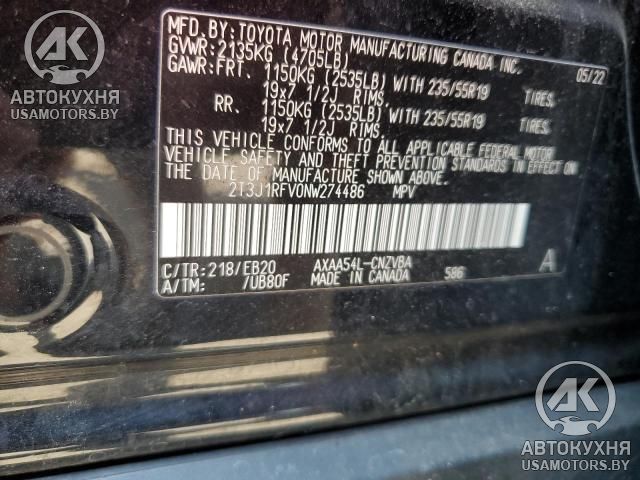 MFD.BY: TOYOTA MOTOR MANUFACTURING CANADA INC.
GVWR: 2135KG (4705LB) 05/22
GAWR:FRT. 1150KG (2535LB) WITH 235/55R19 TIRES.
19x7 1/2J RIMS.
RR. 1150KG (2535LB) WITH 235/55R19 TIRES.
19x7 1/2J RIMS.
THIS VEHICLE CONFORMS TO ALL APPLICABLE FEDERAL MOTOR
VEHICLE SAFETY AND THEFT PREVENTION STANDARDS IN EFFECT ON
THE DATE OF MANUFACTURE SHOWN ABOVE.
2T3J1RFV0NW274486 MPV
C/TR:218/EB20 AXAA54L-CNZVBA A
A/TM: /UB80F MADE IN CANADA 586
АК
АВТОКУХНЯ
USAMOTORS.BY
АК
АВТОКУХНЯ
USAMOTORS.BY